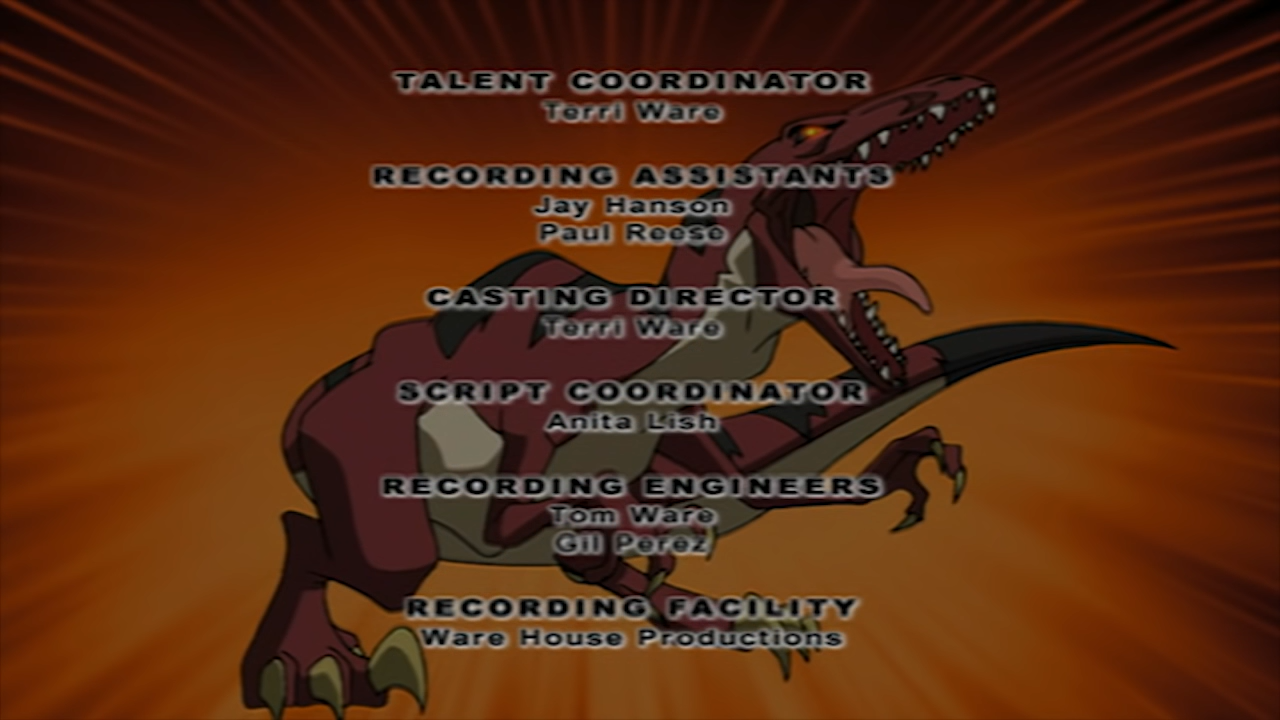 TALENT COORDINATOR
Terri Ware
RECORDING ASSISTANTS
Jay Hanson
Paul Reese
CASTING DIRECTOR
Terri Ware
SCRIPT COORDINATOR
Anita Lish
RECORDING ENGINEERS
Tom Ware
Gil Perez
RECORDING FACILITY
Ware House Productions